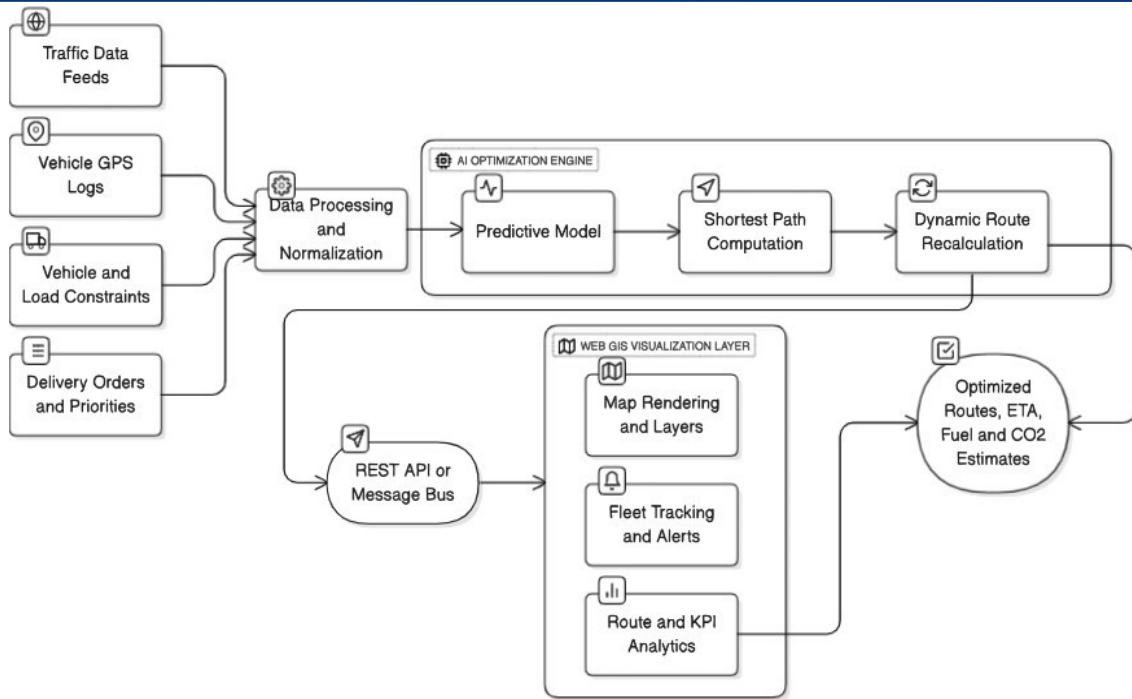 Traffic Data
Feeds
Vehicle GPS
Logs
Vehicle and
Load Constraints
Delivery Orders
and Priorities
Data Processing
and
Normalization
AI OPTIMIZATION ENGINE
Predictive Model
Shortest Path
Computation
Dynamic Route
Recalculation
REST API or
Message Bus
WEB GIS VISUALIZATION LAYER
Map Rendering
and Layers
Fleet Tracking
and Alerts
Route and KPI
Analytics
Optimized
Routes, ETA,
Fuel and CO2
Estimates